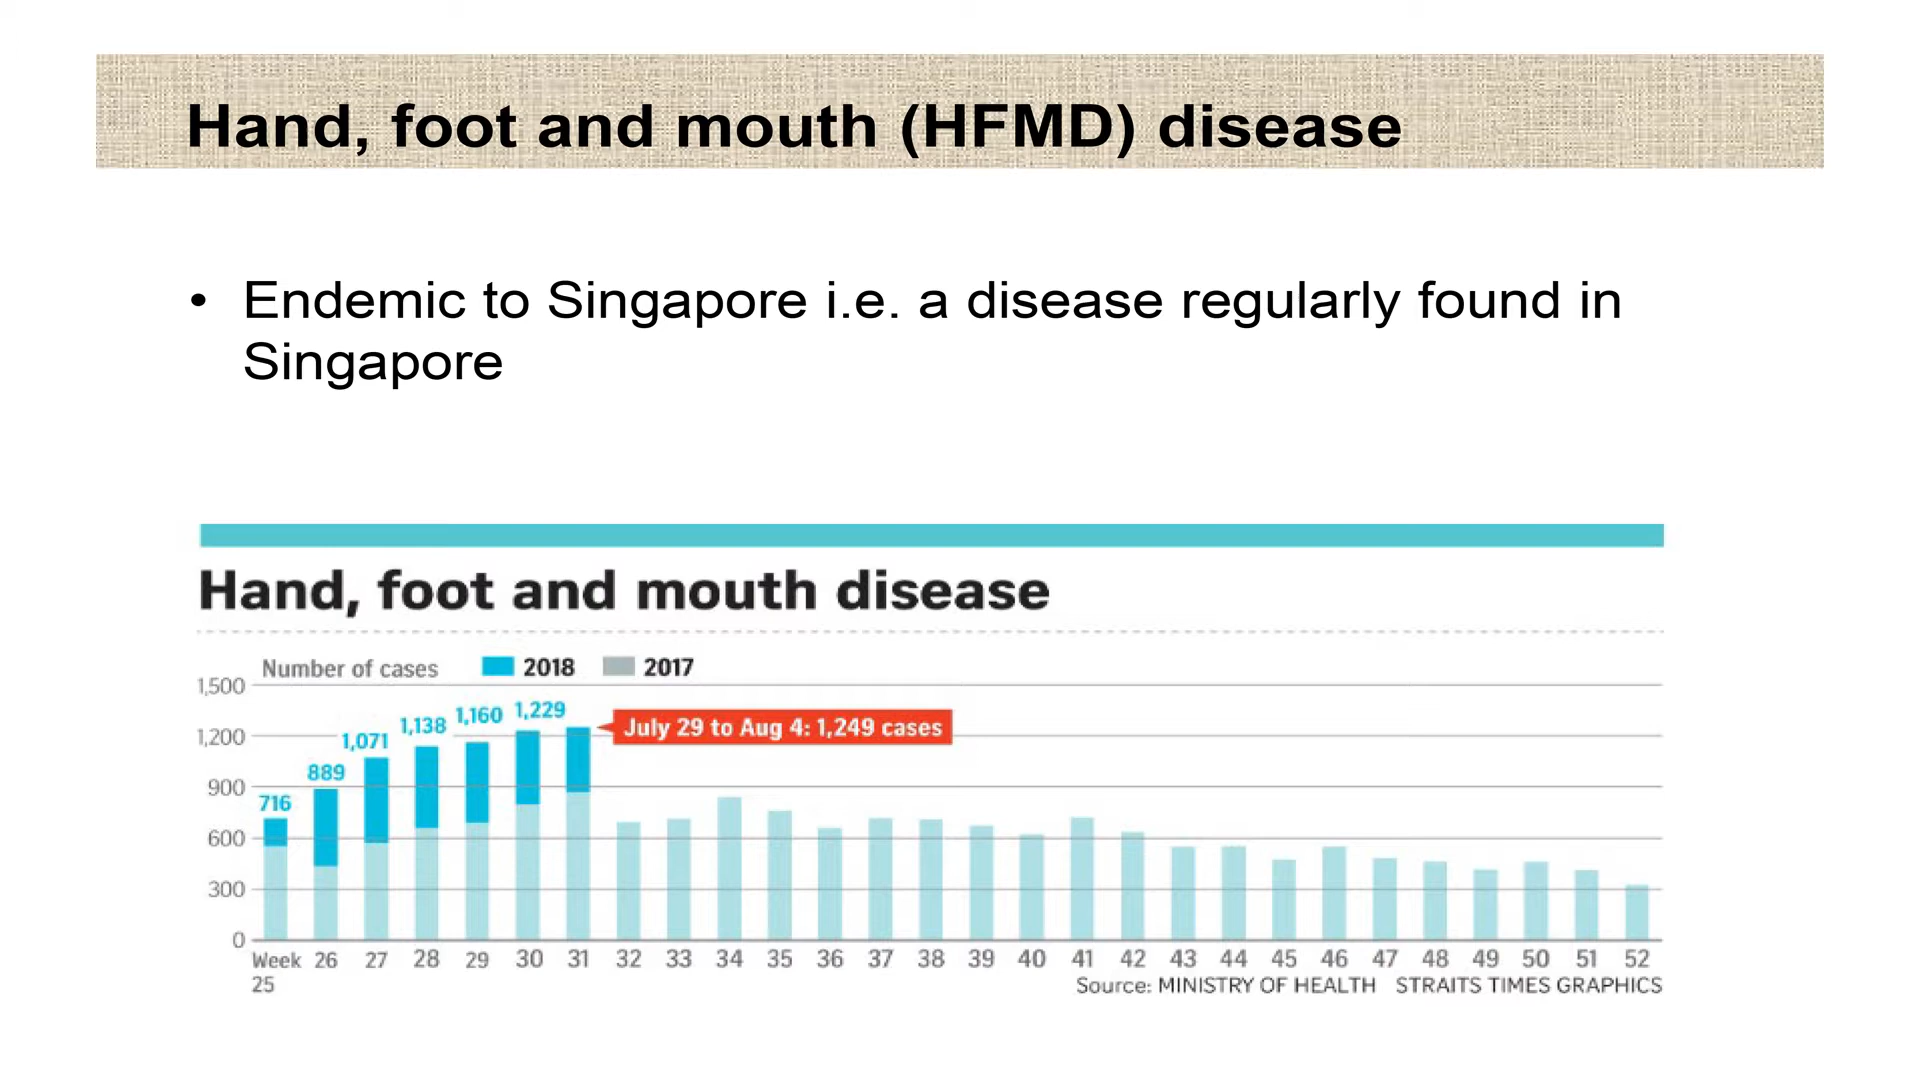 Hand, foot and mouth (HFMD) disease
• Endemic to Singapore i.e. a disease regularly found in
Singapore
Hand, foot and mouth disease
Number of cases 2018 2017
1,500
1,200
900
600
300
0
716
889
1,071
1,138
1,160
1,229
July 29 to Aug 4: 1,249 cases
Week 26 27 28 29 30 31 32 33 34 35 36 37 38 39 40 41 42 43 44 45 46 47 48 49 50 51 52
25
Source: MINISTRY OF HEALTH STRAITS TIMES GRAPHICS